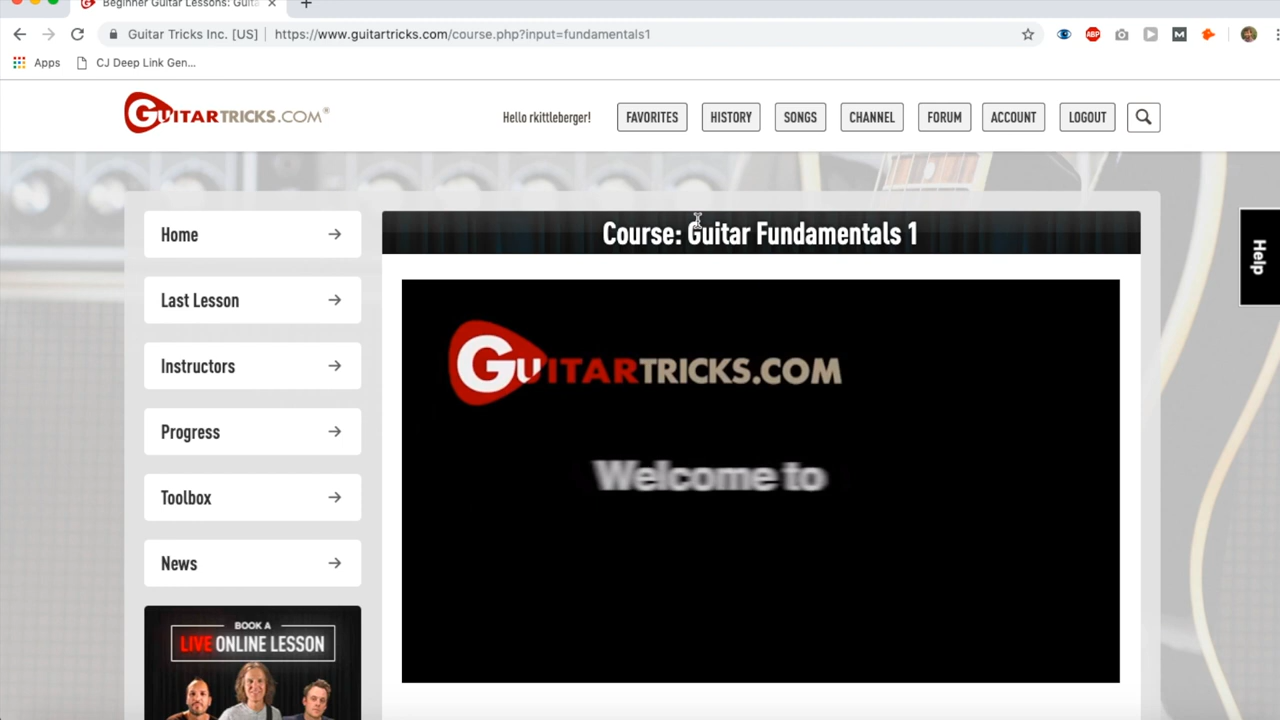 Beginner Guitar Lessons: Guita
Guitar Tricks Inc. [US] | https://www.guitartricks.com/course.php?input=fundamentals1
ABP
M
Apps
CJ Deep Link Gen...
GUITARTRICKS.COM®
Hello rkittleberger!
FAVORITES
HISTORY
SONGS
CHANNEL
FORUM
ACCOUNT
LOGOUT
Home
Last Lesson
Instructors
Progress
Toolbox
News
BOOK A
LIVE ONLINE LESSON
Course: Guitar Fundamentals 1
GUITARTRICKS.COM
Welcome to
Help